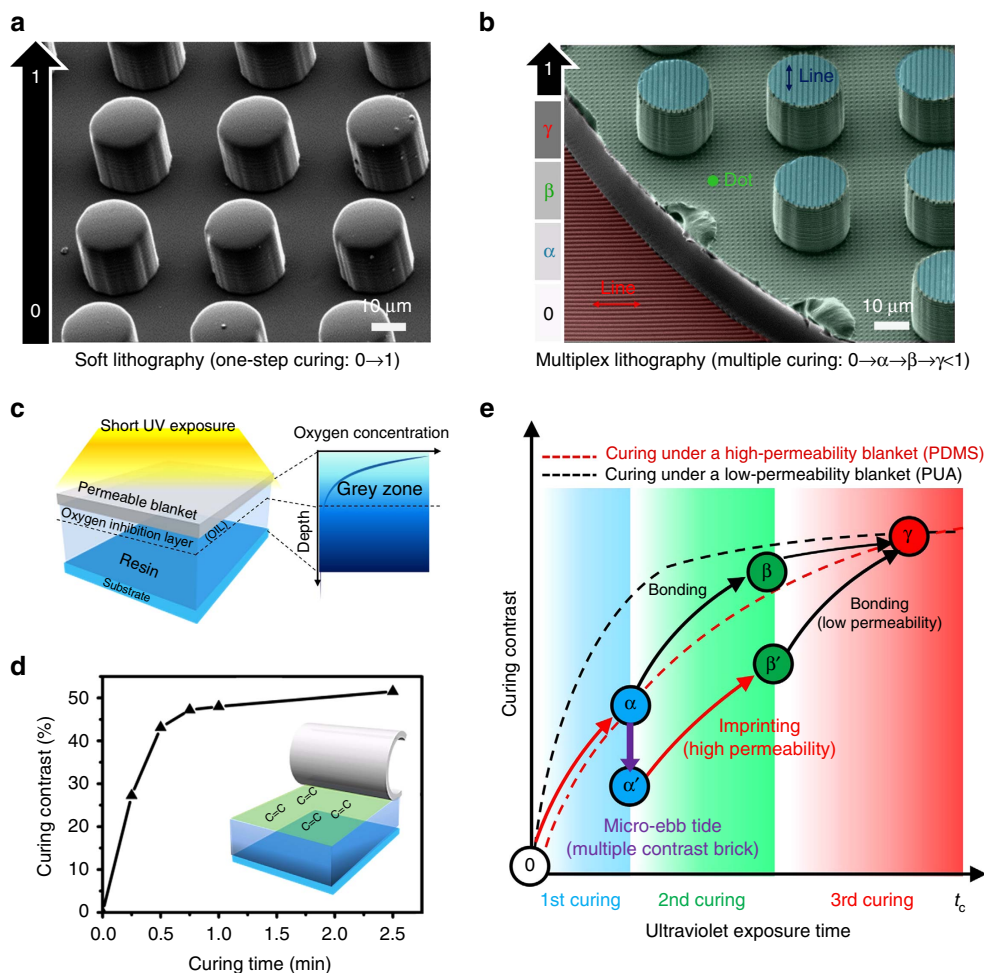 a
1
0
10 μm
Soft lithography (one-step curing: 0→1)
b
1
γ
β
α
0
Line
Dot
Line
10 μm
Multiplex lithography (multiple curing: 0→α→β→γ<1)
c
Short UV exposure
Permeable blanket
Oxygen inhibition layer
(OIL)
Resin
Substrate
Oxygen concentration
Grey zone
Depth
d
Curing contrast (%)
50
40
30
20
10
0
C=C
C=C
C=C
C=C
0.0
0.5
1.0
1.5
2.0
2.5
Curing time (min)
e
Curing under a high-permeability blanket (PDMS)
Curing under a low-permeability blanket (PUA)
Curing contrast
γ
β
Bonding
Bonding
(low permeability)
β′
α
Imprinting
(high permeability)
α′
Micro-ebb tide
(multiple contrast brick)
0
1st curing
2nd curing
3rd curing
tc
Ultraviolet exposure time